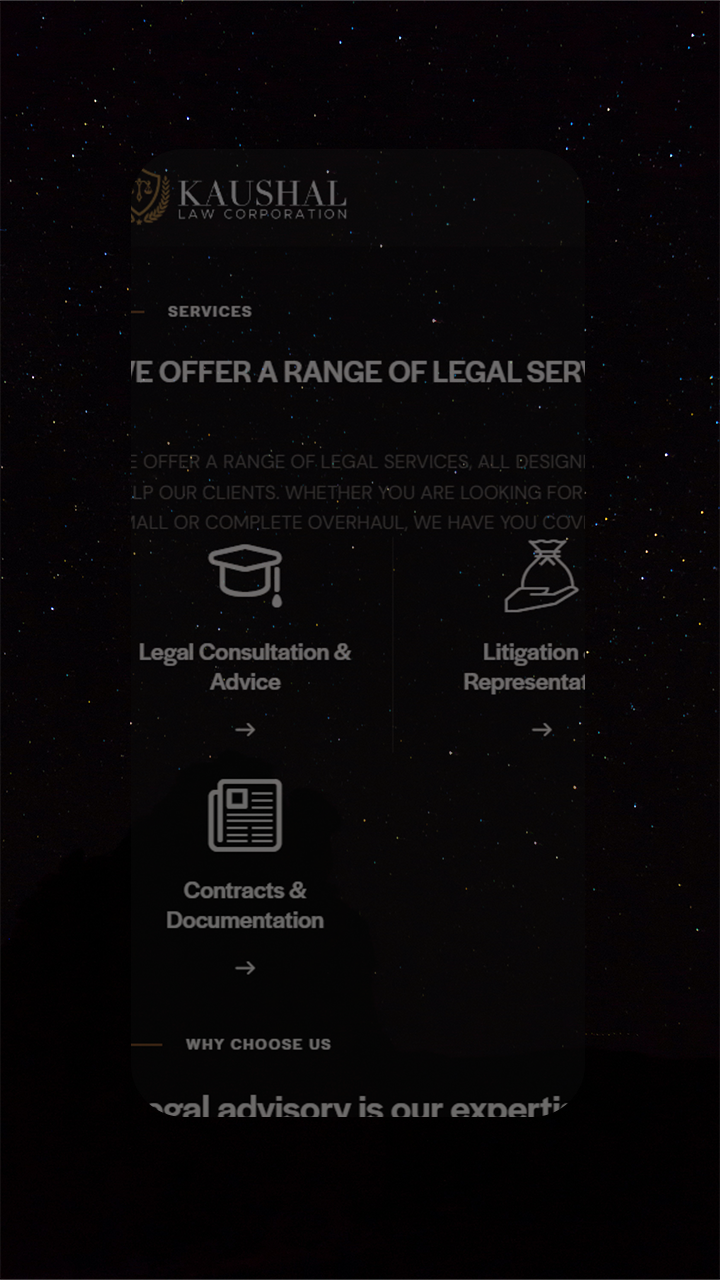 KAUSHAL
LAW CORPORATION
SERVICES
WE OFFER A RANGE OF LEGAL SERV
E OFFER A RANGE OF LEGAL SERVICES, ALL DESIGN
LP OUR CLIENTS. WHETHER YOU ARE LOOKING FOR
MALL OR COMPLETE OVERHAUL, WE HAVE YOU COV
Legal Consultation &
Advice
Litigation
Representat
→ →
Contracts &
Documentation
→
WHY CHOOSE US
egal advisory is our experti